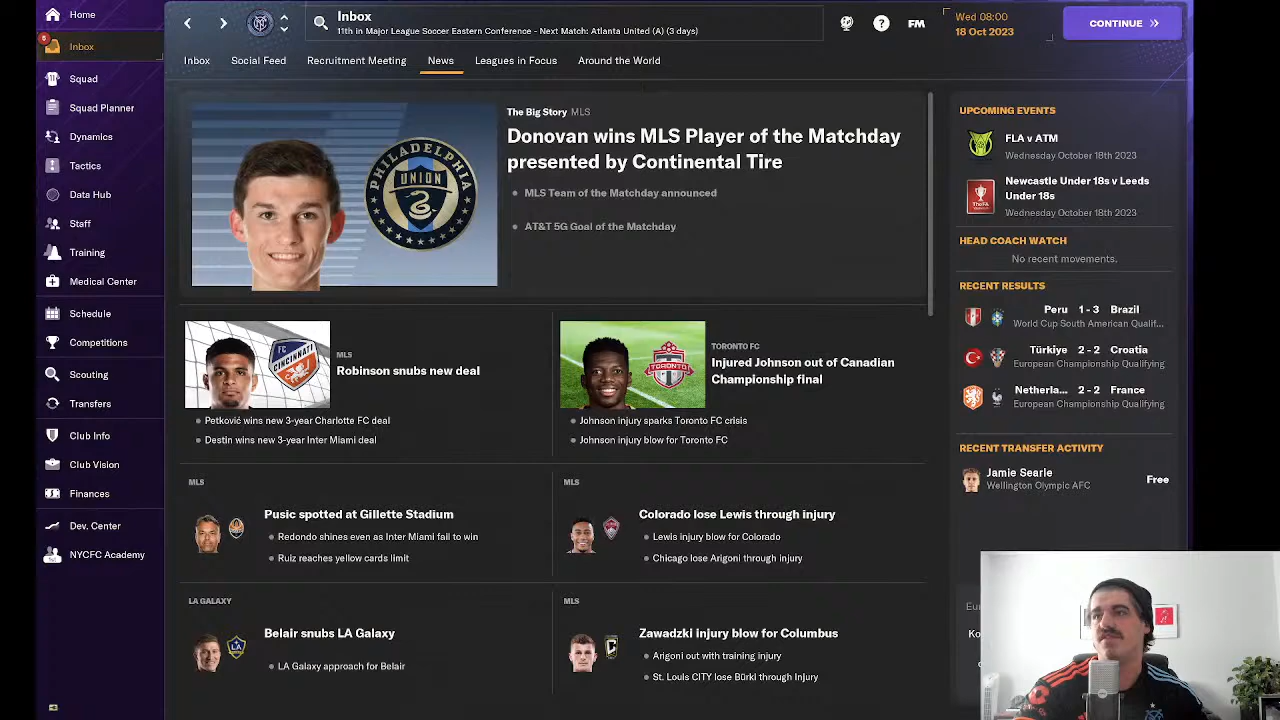 Home
Inbox
Squad
Squad Planner
Dynamics
Tactics
Data Hub
Staff
Training
Medical Center
Schedule
Competitions
Scouting
Transfers
Club Info
Club Vision
Finances
Dev. Center
NYCFC Academy
Inbox
11th in Major League Soccer Eastern Conference - Next Match: Atlanta United (A) (3 days)
FM
Wed 08:00
18 Oct 2023
CONTINUE
Inbox Social Feed Recruitment Meeting News Leagues in Focus Around the World
The Big Story MLS
Donovan wins MLS Player of the Matchday
presented by Continental Tire
MLS Team of the Matchday announced
AT&T 5G Goal of the Matchday
PHILADELPHIA
UNION
MLS
Robinson snubs new deal
FC
CINCINNATI
Petković wins new 3-year Charlotte FC deal
Destin wins new 3-year Inter Miami deal
TORONTO FC
Injured Johnson out of Canadian
Championship final
TORONTO
Johnson injury sparks Toronto FC crisis
Johnson injury blow for Toronto FC
MLS
Pusic spotted at Gillette Stadium
Redondo shines even as Inter Miami fail to win
Ruiz reaches yellow cards limit
MLS
Colorado lose Lewis through injury
Lewis injury blow for Colorado
Chicago lose Arigoni through injury
LA GALAXY
Belair snubs LA Galaxy
LA Galaxy approach for Belair
MLS
Zawadzki injury blow for Columbus
Arigoni out with training injury
St. Louis CITY lose Bürki through injury
UPCOMING EVENTS
FLA v ATM
Wednesday October 18th 2023
Newcastle Under 18s v Leeds
Under 18s
Wednesday October 18th 2023
HEAD COACH WATCH
No recent movements.
RECENT RESULTS
Peru 1 - 3 Brazil
World Cup South American Qualif...
Türkiye 2 - 2 Croatia
European Championship Qualifying
Netherla... 2 - 2 France
European Championship Qualifying
RECENT TRANSFER ACTIVITY
Jamie Searle
Wellington Olympic AFC
Free